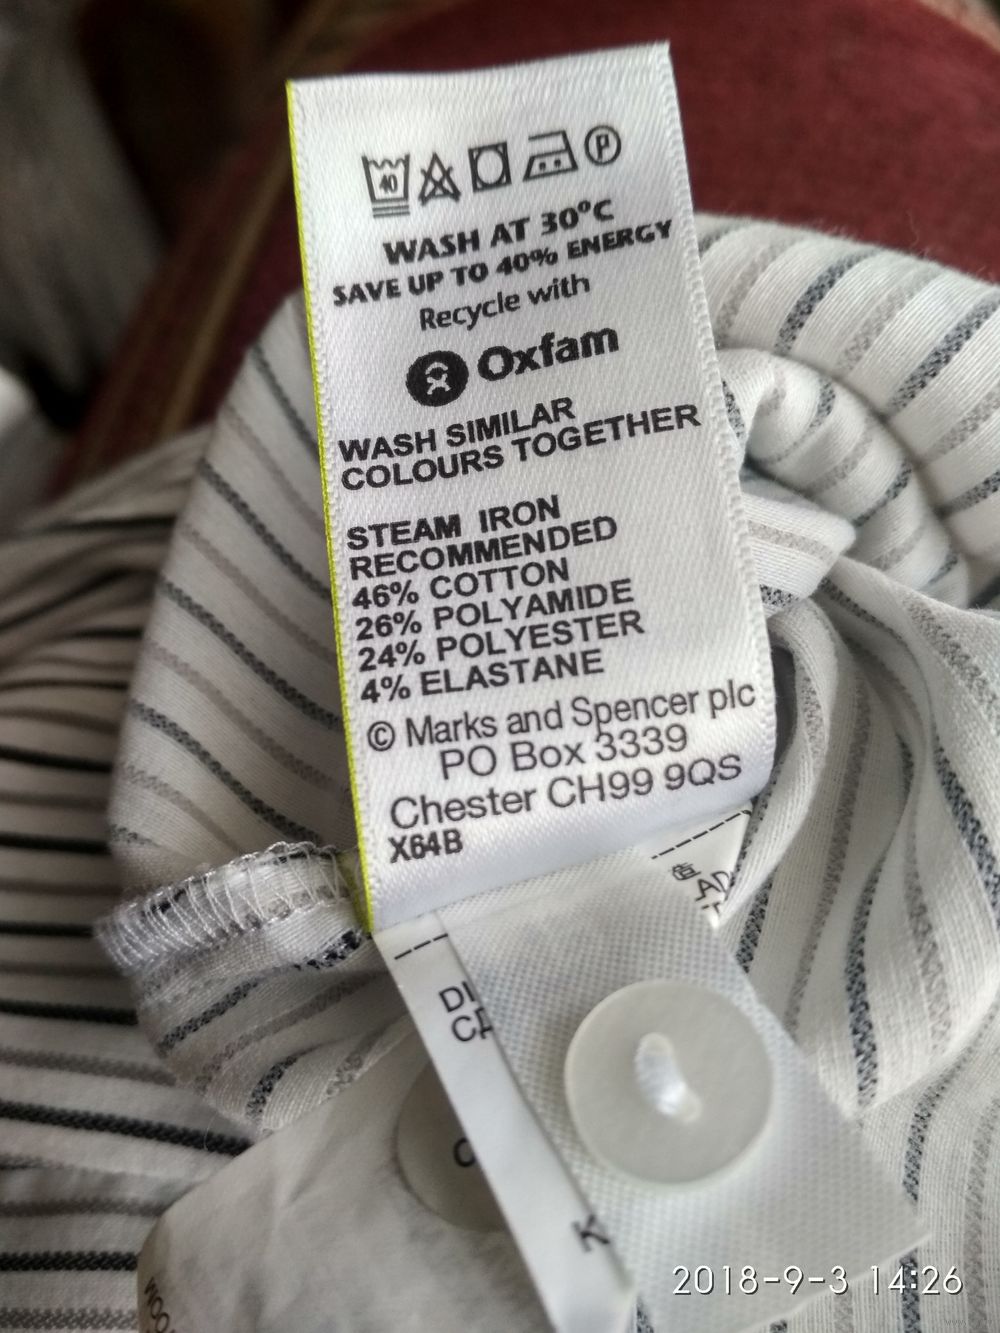 40
P
WASH AT 30°C
SAVE UP TO 40% ENERGY
Recycle with
Oxfam
WASH SIMILAR
COLOURS TOGETHER
STEAM IRON
RECOMMENDED
46% COTTON
26% POLYAMIDE
24% POLYESTER
4% ELASTANE
© Marks and Spencer plc
PO Box 3339
Chester CH99 9QS
X64B
2018-9-3 14:26